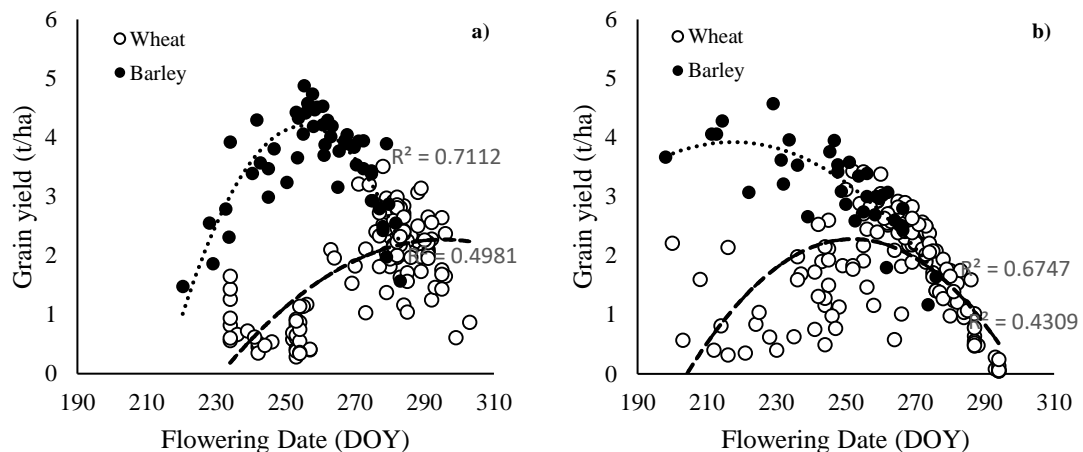 a)
Wheat
Barley
R² = 0.7112
R² = 0.4981
Grain yield (t/ha)
6
5
4
3
2
1
0
190 210 230 250 270 290 310
Flowering Date (DOY)
b)
Wheat
Barley
R² = 0.6747
R² = 0.4309
Grain yield (t/ha)
6
5
4
3
2
1
0
190 210 230 250 270 290 310
Flowering Date (DOY)